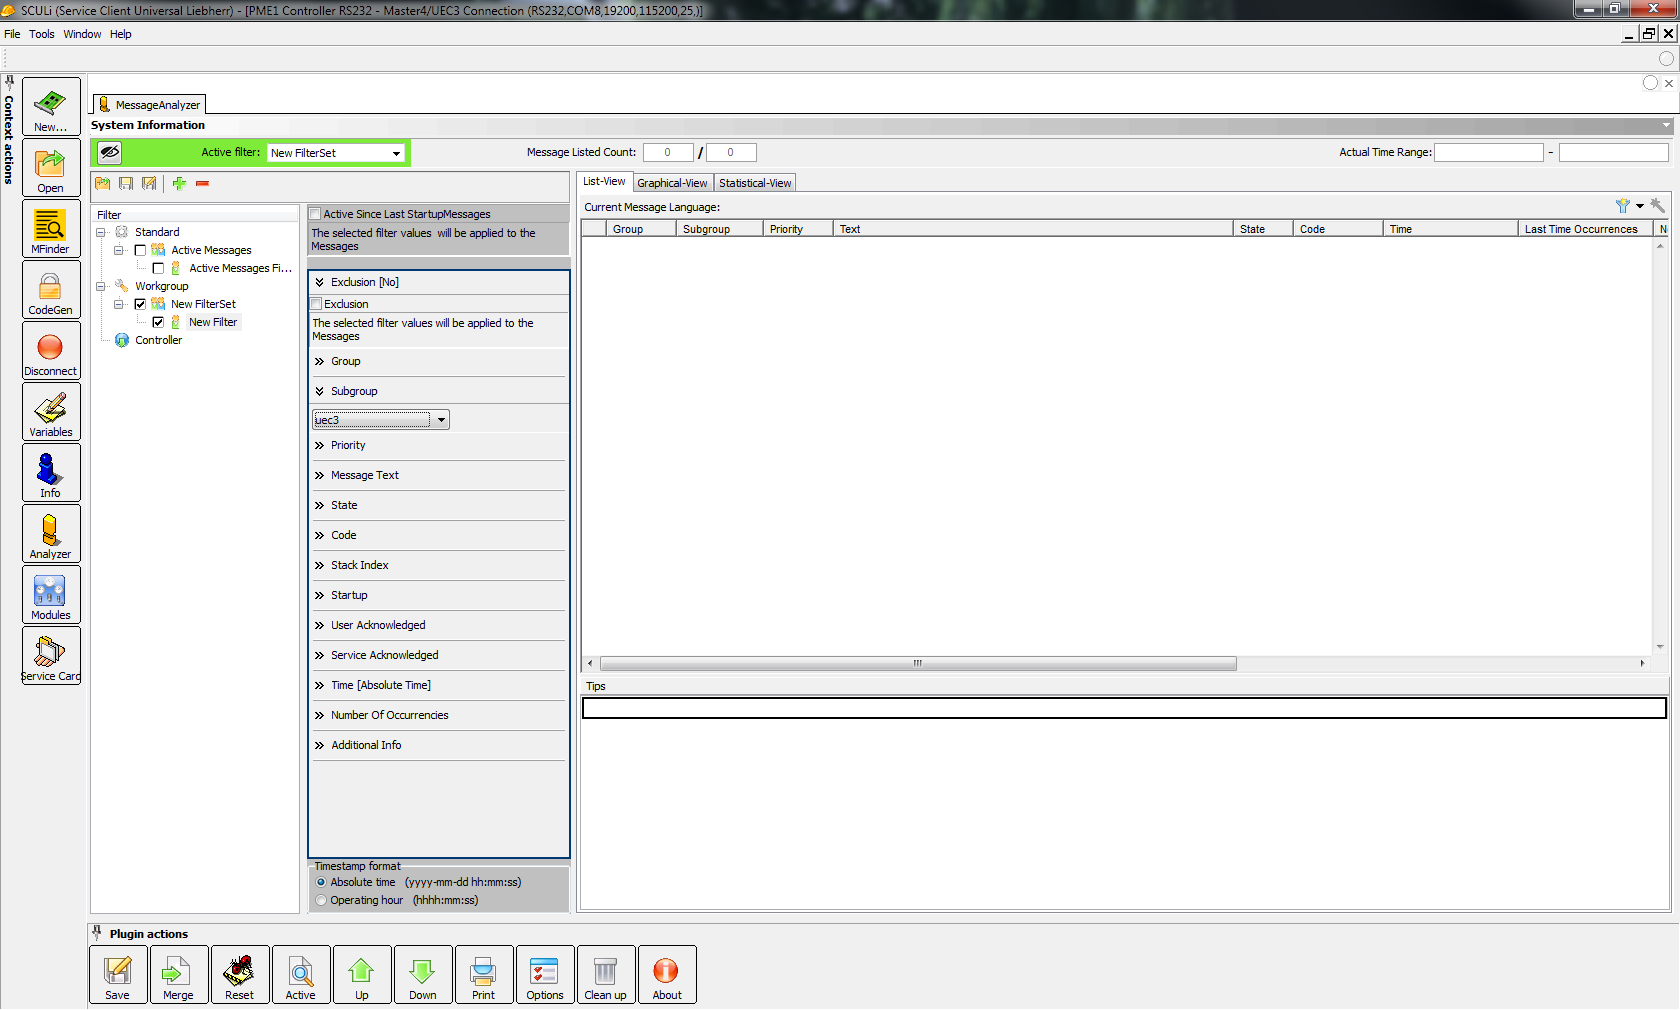 SCULi (Service Client Universal Liebherr) - [PME1 Controller RS232 - Master4/UEC3 Connection (RS232,COM8,19200,115200,25,)]
File Tools Window Help
Context actions
New...
Open
MFinder
CodeGen
Disconnect
Variables
Info
Analyzer
Modules
Service Card
MessageAnalyzer
System Information
Active filter: New FilterSet
Message Listed Count: 0 / 0
Actual Time Range: -
Filter
Standard
Active Messages
Active Messages Fi...
Workgroup
New FilterSet
New Filter
Controller
Active Since Last StartupMessages
The selected filter values will be applied to the
Messages
Exclusion [No]
Exclusion
The selected filter values will be applied to the
Messages
Group
Subgroup
uec3
Priority
Message Text
State
Code
Stack Index
Startup
User Acknowledged
Service Acknowledged
Time [Absolute Time]
Number Of Occurrencies
Additional Info
Timestamp format
Absolute time (yyyy-mm-dd hh:mm:ss)
Operating hour (hhhh:mm:ss)
List-View Graphical-View Statistical-View
Current Message Language:
Group Subgroup Priority Text State Code Time Last Time Occurrences
Tips
Plugin actions
Save Merge Reset Active Up Down Print Options Clean up About